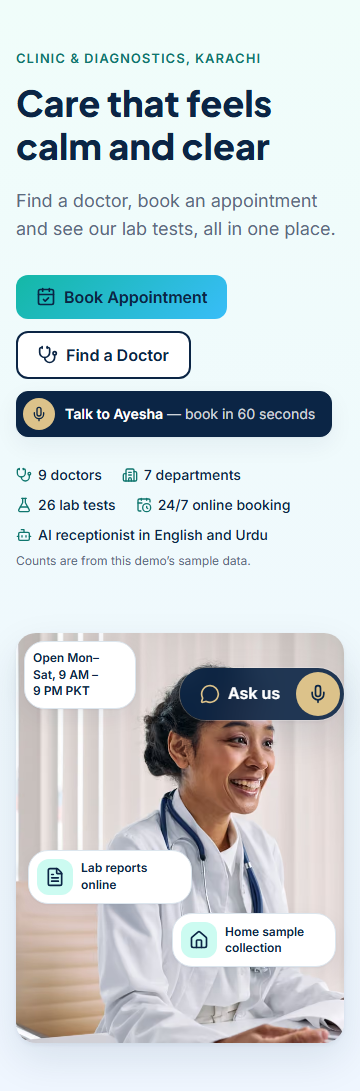 CLINIC & DIAGNOSTICS, KARACHI
Care that feels
calm and clear
Find a doctor, book an appointment
and see our lab tests, all in one place.
Book Appointment
Find a Doctor
Talk to Ayesha — book in 60 seconds
9 doctors
7 departments
26 lab tests
24/7 online booking
AI receptionist in English and Urdu
Counts are from this demo’s sample data.
Open Mon–
Sat, 9 AM –
9 PM PKT
Ask us
Lab reports
online
Home sample
collection